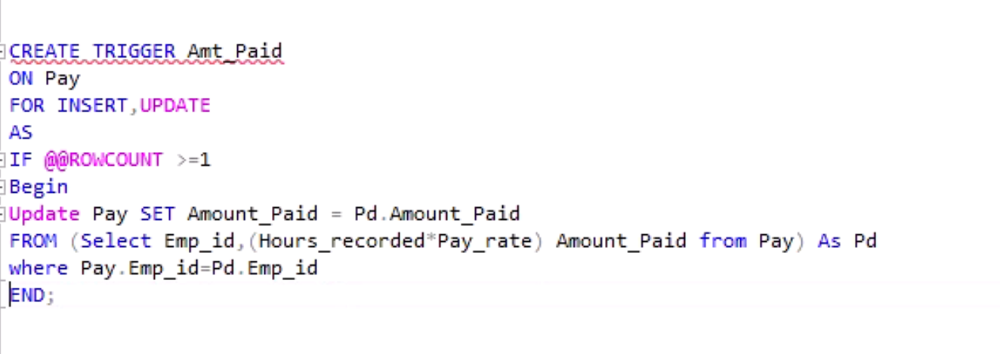 CREATE TRIGGER Amt_Paid
ON Pay
FOR INSERT,UPDATE
AS
IF @@ROWCOUNT >=1
Begin
Update Pay SET Amount_Paid = Pd.Amount_Paid
FROM (Select Emp_id,(Hours_recorded*Pay_rate) Amount_Paid from Pay) As Pd
where Pay.Emp_id=Pd.Emp_id
END;